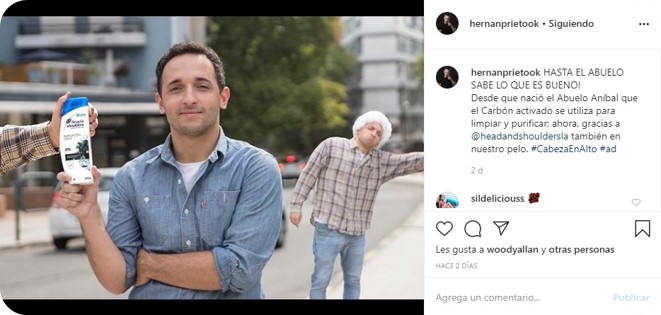 head & shoulders
hernanprietook • Siguiendo
hernanprietook HASTA EL ABUELO
SABE LO QUE ES BUENO!
Desde que nació el Abuelo Aníbal que
el Carbón activado se utiliza para
limpiar y purificar; ahora, gracias a
@headandshouldersla también en
nuestro pelo. #CabezaEnAlto #ad
2 d
sildeliciouss
Les gusta a woodyallan y otras personas
HACE 2 DÍAS
Agrega un comentario...
Publicar